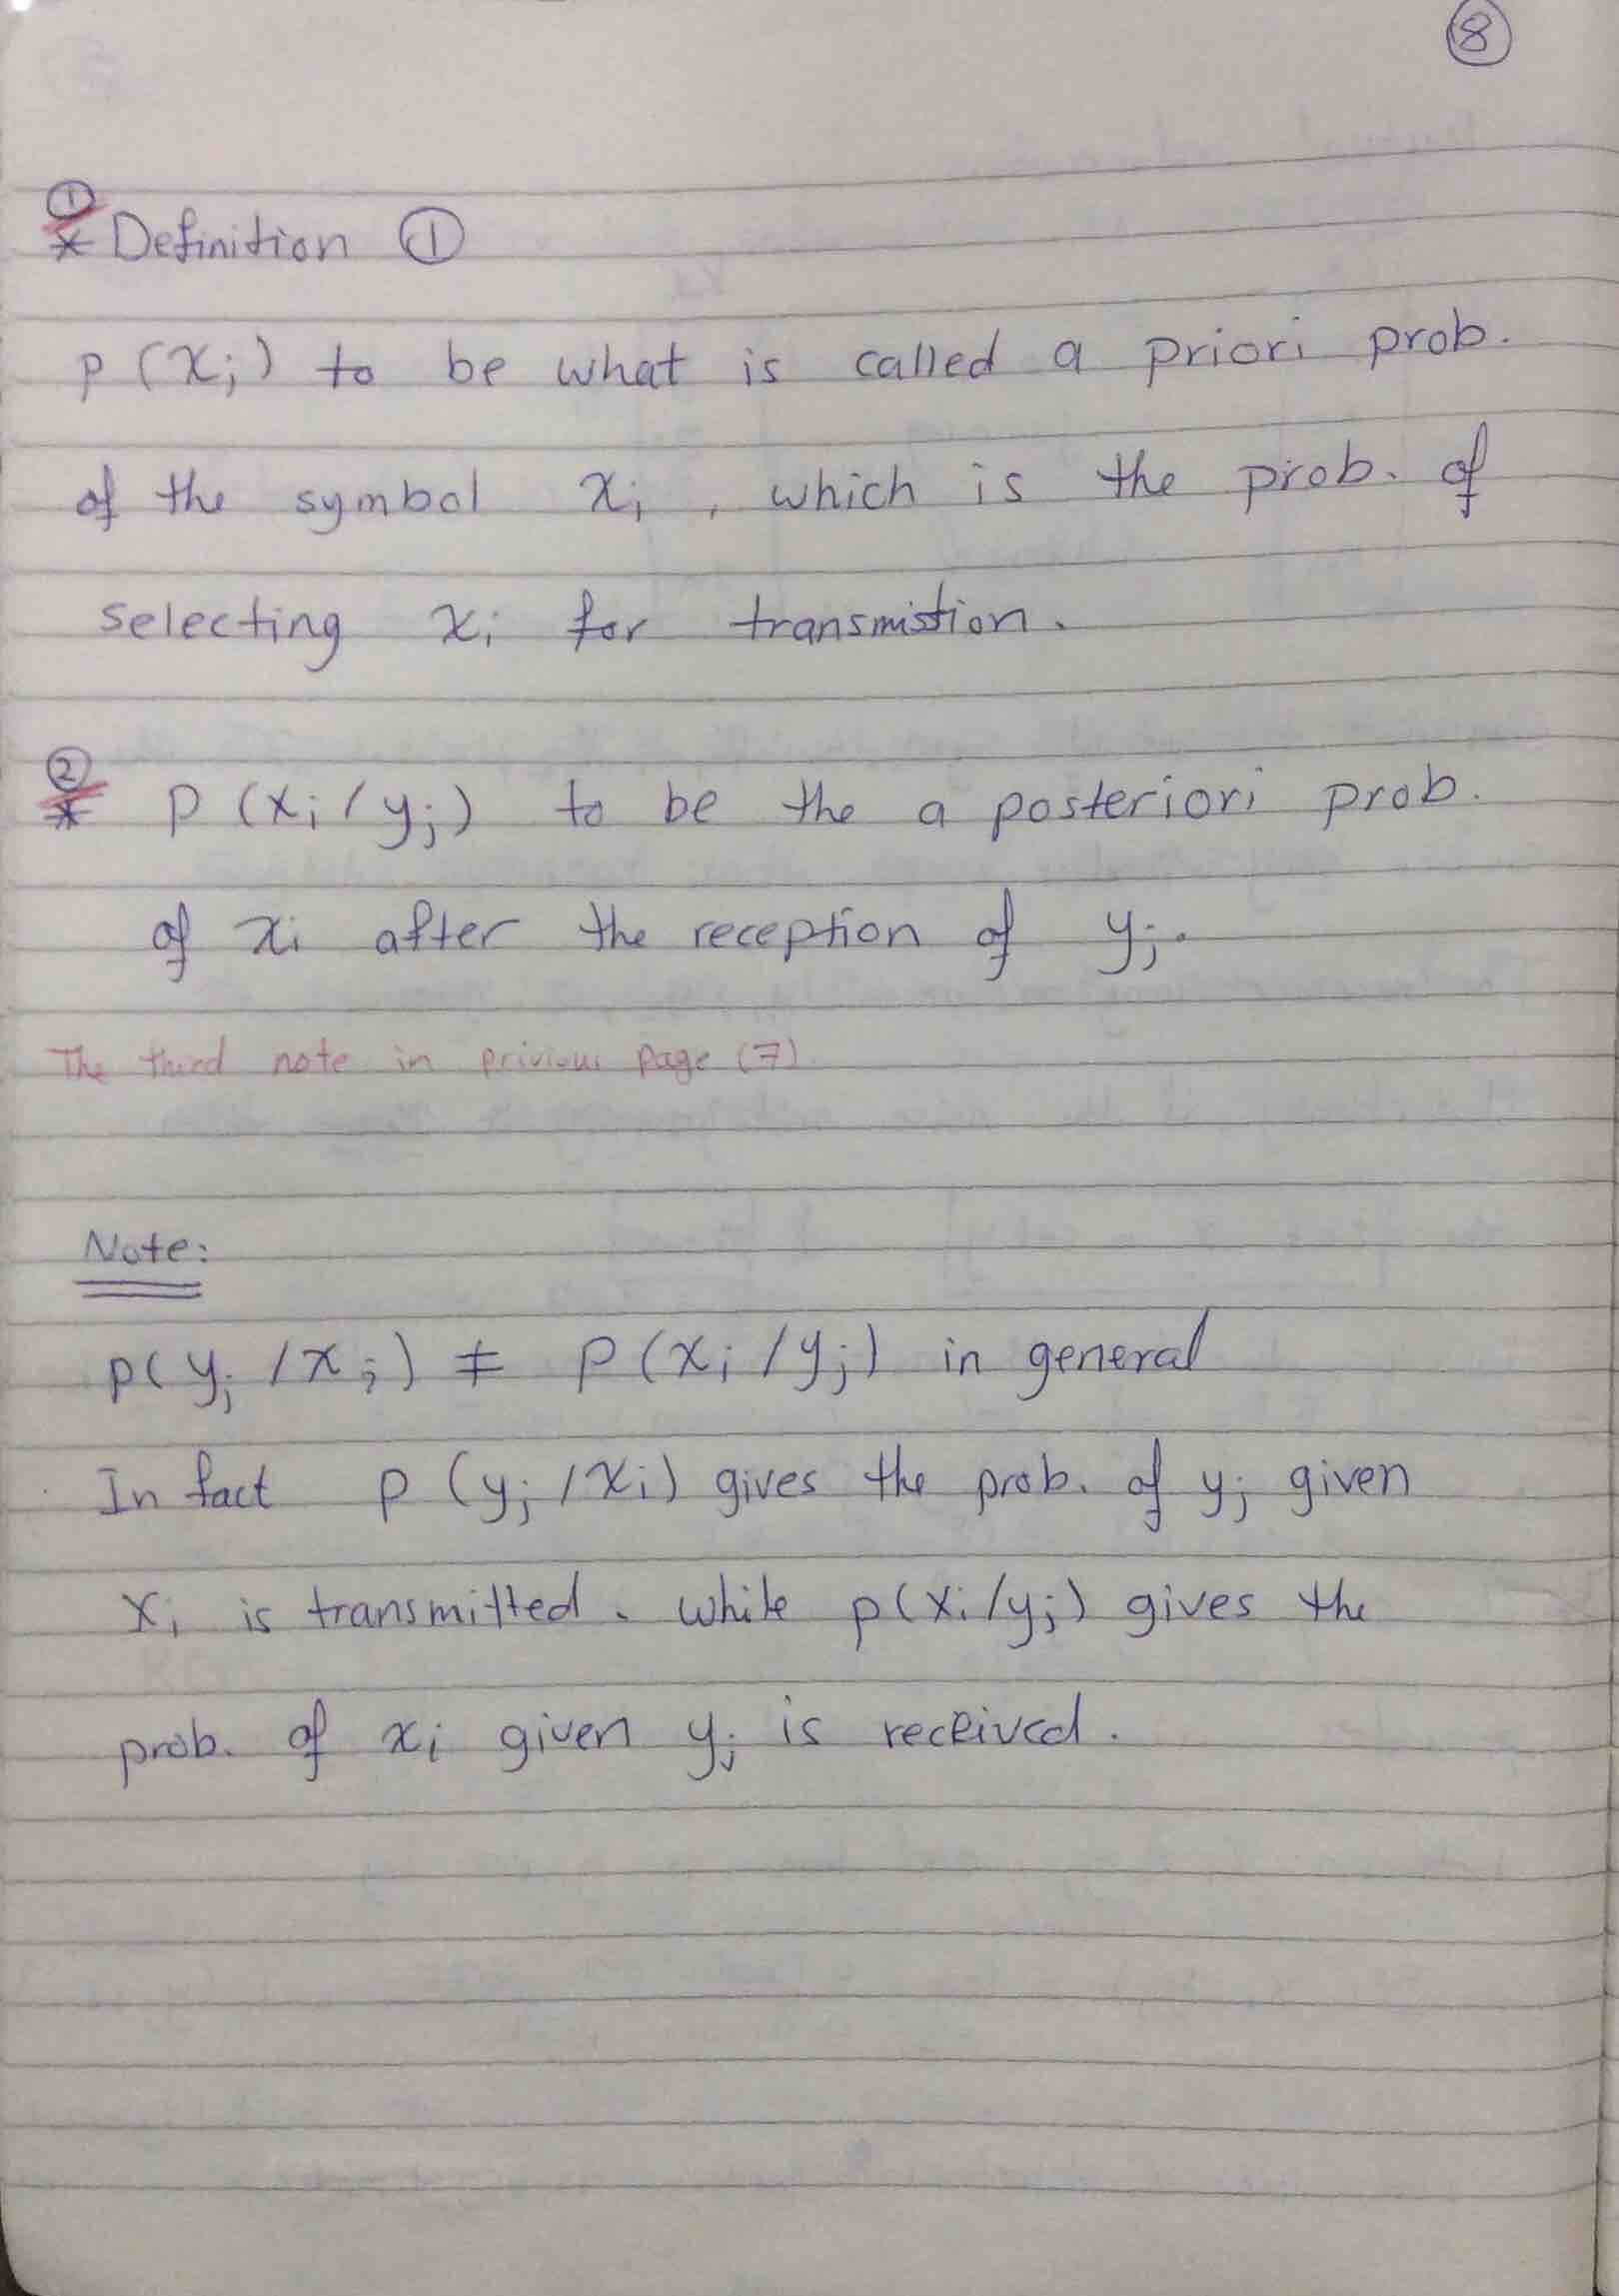 ⑧
①
* Definition ①
P (xi) to be what is called a priori prob.
of the symbol xi , which is the prob. of
selecting xi for transmistion.
②
* P (xi / yj) to be the a posteriori prob.
of xi after the reception of yj.
The third note in privious page (7)
Note:
P( yj / xi ) ≠ P (xi / yj) in general
In fact P (yj / xi) gives the prob. of yj given
xi is transmitted . while p(xi / yj) gives the
prob. of xi given yj is received .